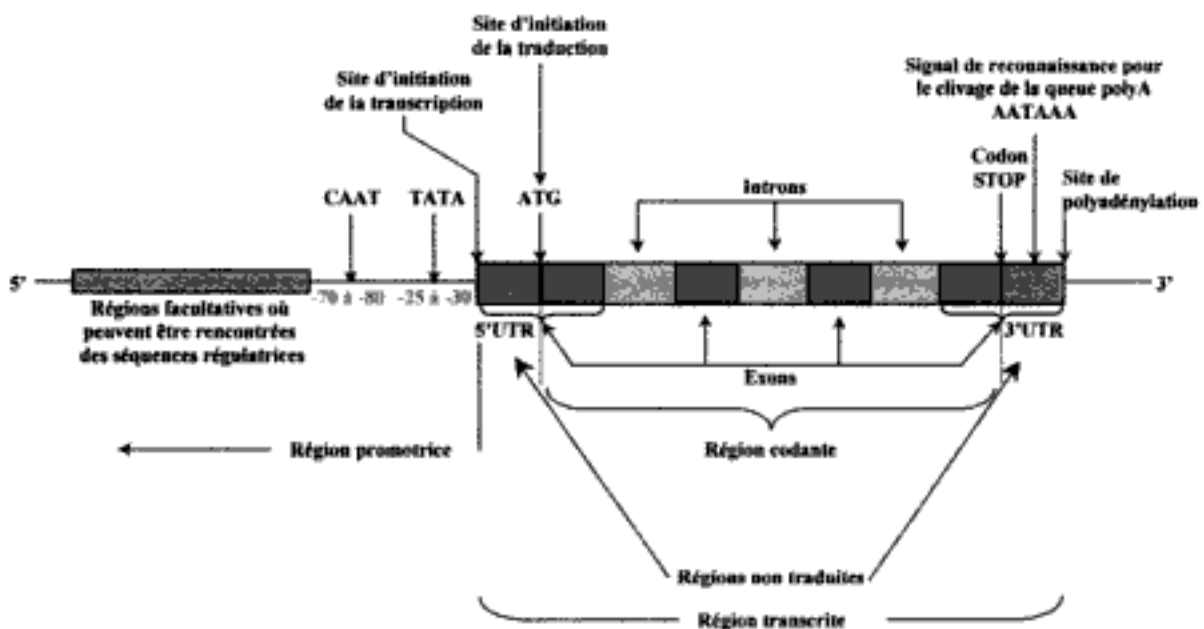 Site d'initiation
de la traduction
Site d'initiation
de la transcription
Signal de reconnaissance pour
le clivage de la queue polyA
AATAAA
Codon
STOP
Site de
polyadénylation
CAAT
TATA
ATG
Introns
5'
3'
-70 à -80
-25 à -30
Régions facultatives où
peuvent être rencontrées
des séquences régulatrices
5'UTR
3'UTR
Exons
Région promotrice
Région codante
Régions non traduites
Région transcrite